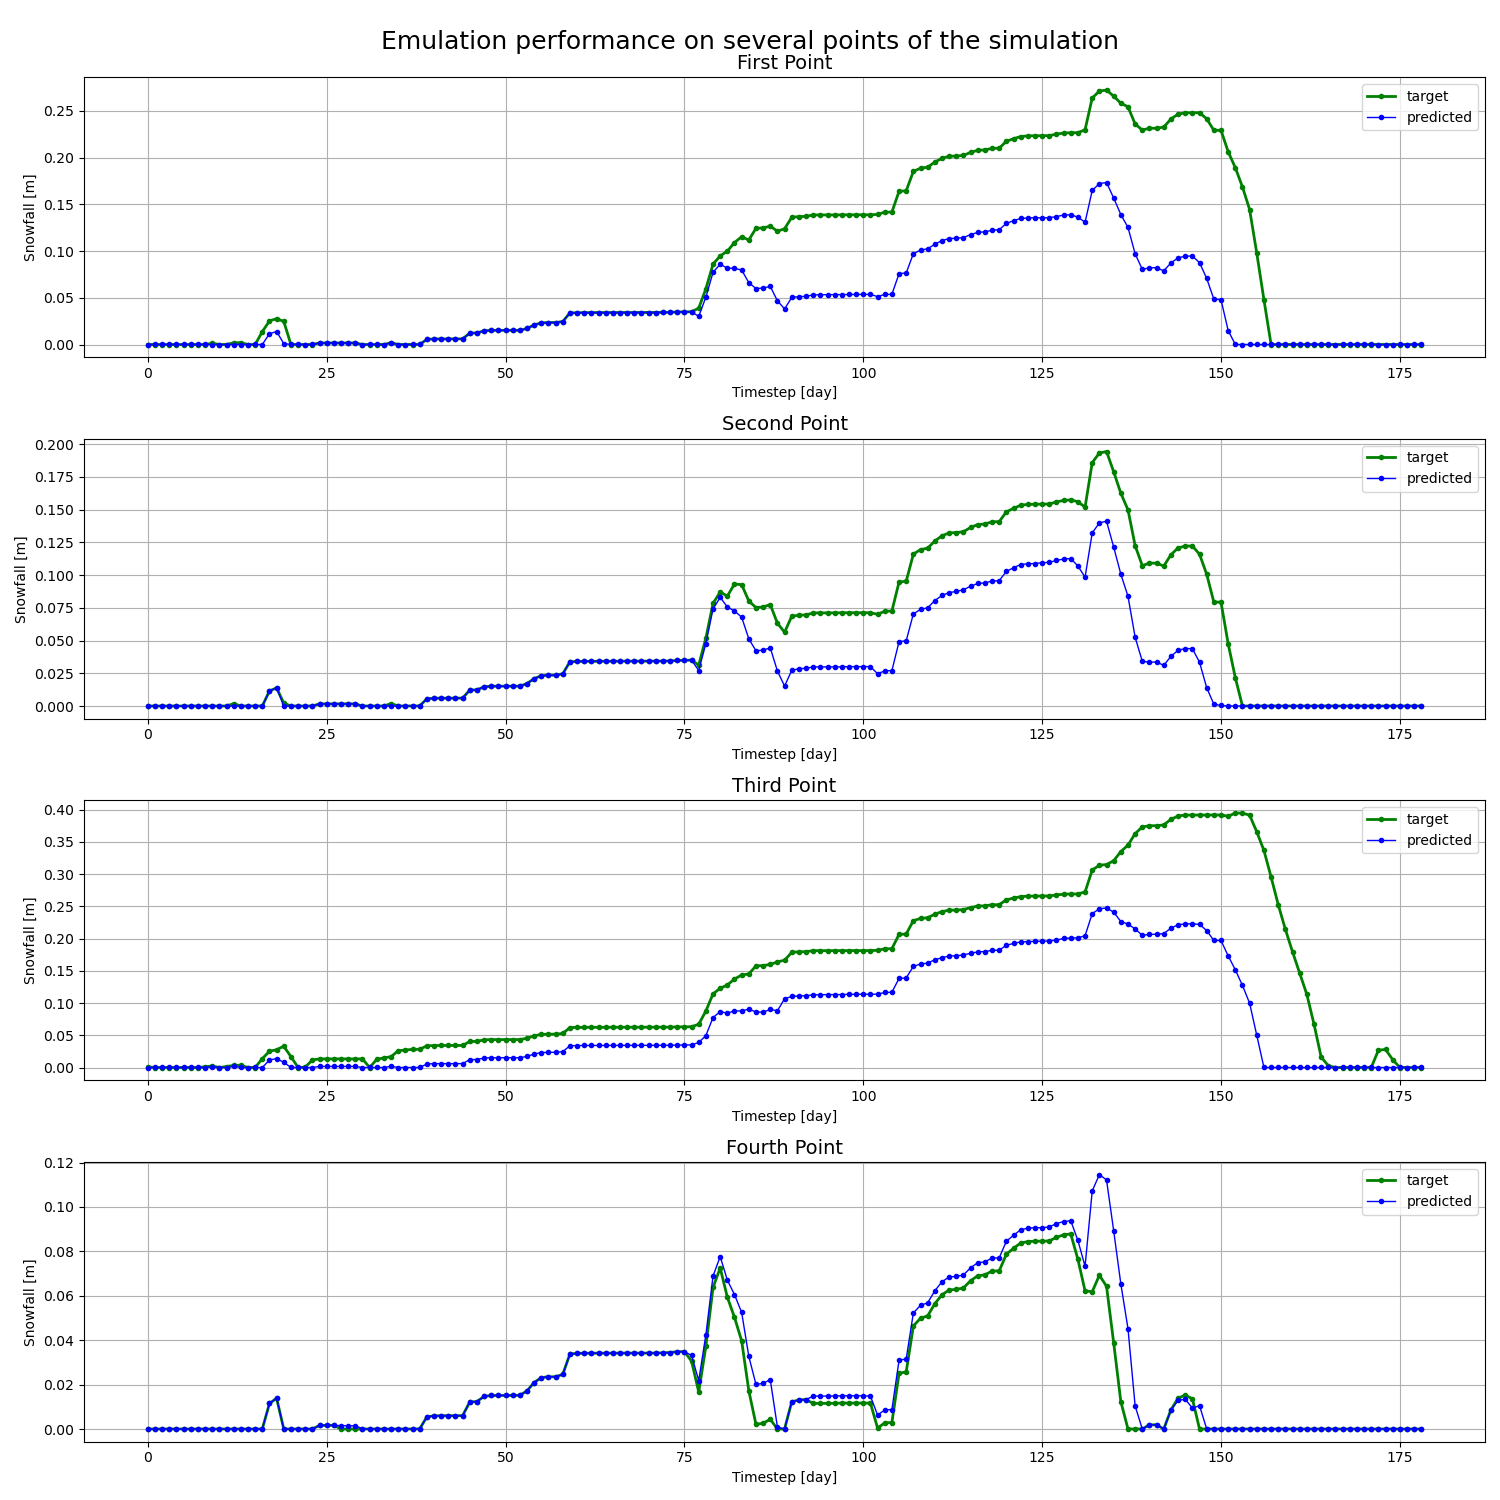 Emulation performance on several points of the simulation
First Point
target
predicted
Snowfall [m]
0.25
0.20
0.15
0.10
0.05
0.00
0 25 50 75 100 125 150 175
Timestep [day]
Second Point
target
predicted
Snowfall [m]
0.200
0.175
0.150
0.125
0.100
0.075
0.050
0.025
0.000
0 25 50 75 100 125 150 175
Timestep [day]
Third Point
target
predicted
Snowfall [m]
0.40
0.35
0.30
0.25
0.20
0.15
0.10
0.05
0.00
0 25 50 75 100 125 150 175
Timestep [day]
Fourth Point
target
predicted
Snowfall [m]
0.12
0.10
0.08
0.06
0.04
0.02
0.00
0 25 50 75 100 125 150 175
Timestep [day]